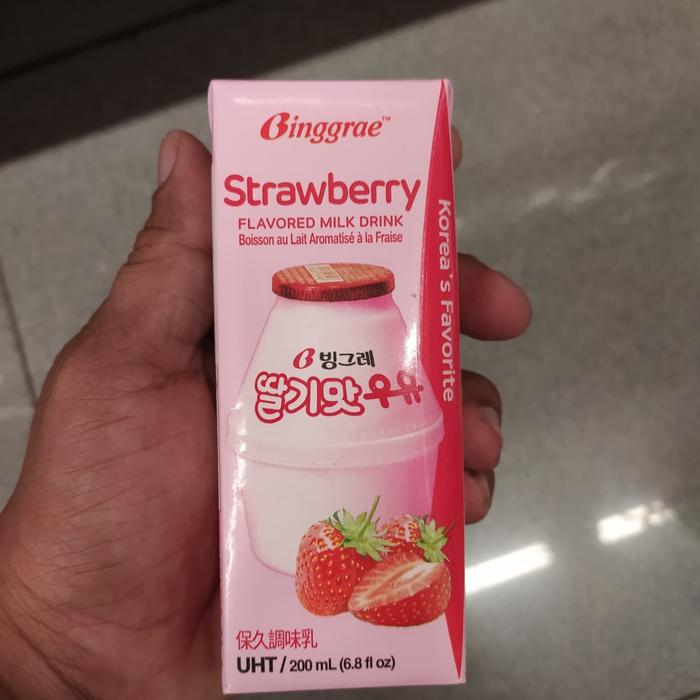 Binggrae™
Strawberry
FLAVORED MILK DRINK
Boisson au Lait Aromatisé à la Fraise
Korea's Favorite
B 빙그레
딸기맛우유
保久調味乳
UHT / 200 mL (6.8 fl oz)